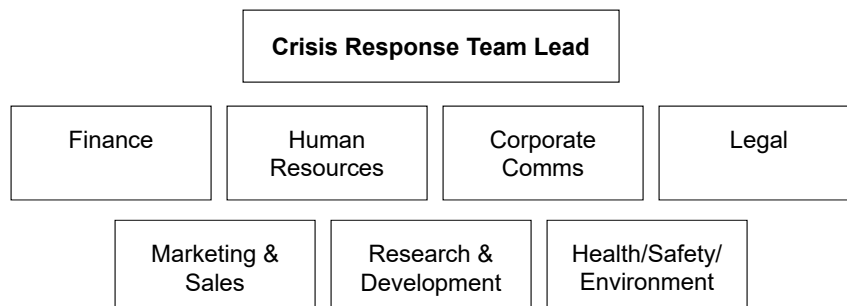 Crisis Response Team Lead
Finance
Human
Resources
Corporate
Comms
Legal
Marketing &
Sales
Research &
Development
Health/Safety/
Environment